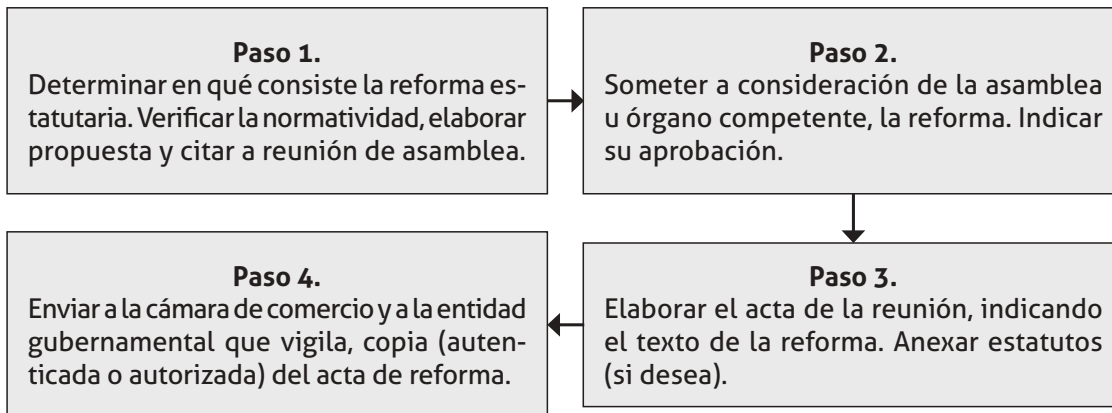 Paso 1.
Determinar en qué consiste la reforma es-
tatutaria. Verificar la normatividad, elaborar
propuesta y citar a reunión de asamblea.
Paso 2.
Someter a consideración de la asamblea
u órgano competente, la reforma. Indicar
su aprobación.
Paso 3.
Elaborar el acta de la reunión, indicando
el texto de la reforma. Anexar estatutos
(si desea).
Paso 4.
Enviar a la cámara de comercio y a la entidad
gubernamental que vigila, copia (auten-
ticada o autorizada) del acta de reforma.